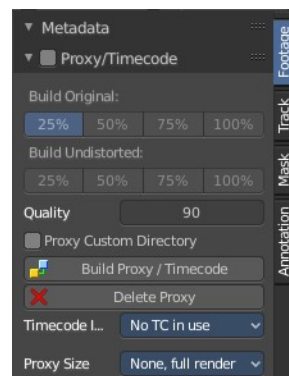 Metadata
Proxy/Timecode
Build Original:
25% 50% 75% 100%
Build Undistorted:
25% 50% 75% 100%
Quality 90
Proxy Custom Directory
Build Proxy / Timecode
Delete Proxy
Timecode I... No TC in use
Proxy Size None, full render
Footage
Track
Mask
Annotation